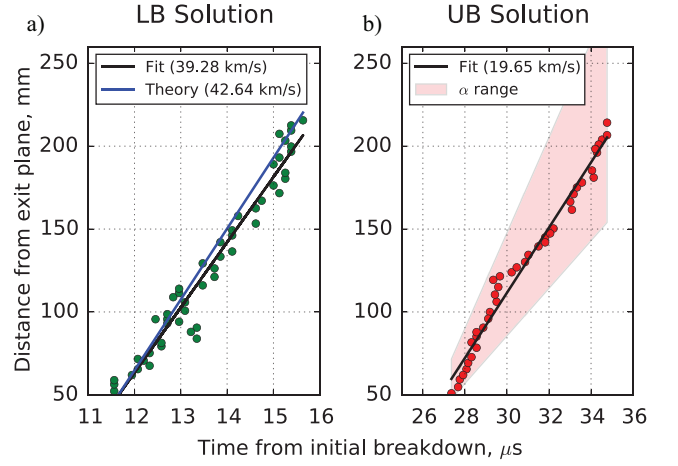 a) LB Solution
b) UB Solution
Distance from exit plane, mm
250
200
150
100
50
Fit (39.28 km/s)
Theory (42.64 km/s)
11 12 13 14 15 16
250
200
150
100
50
Fit (19.65 km/s)
α range
26 28 30 32 34 36
Time from initial breakdown, μs